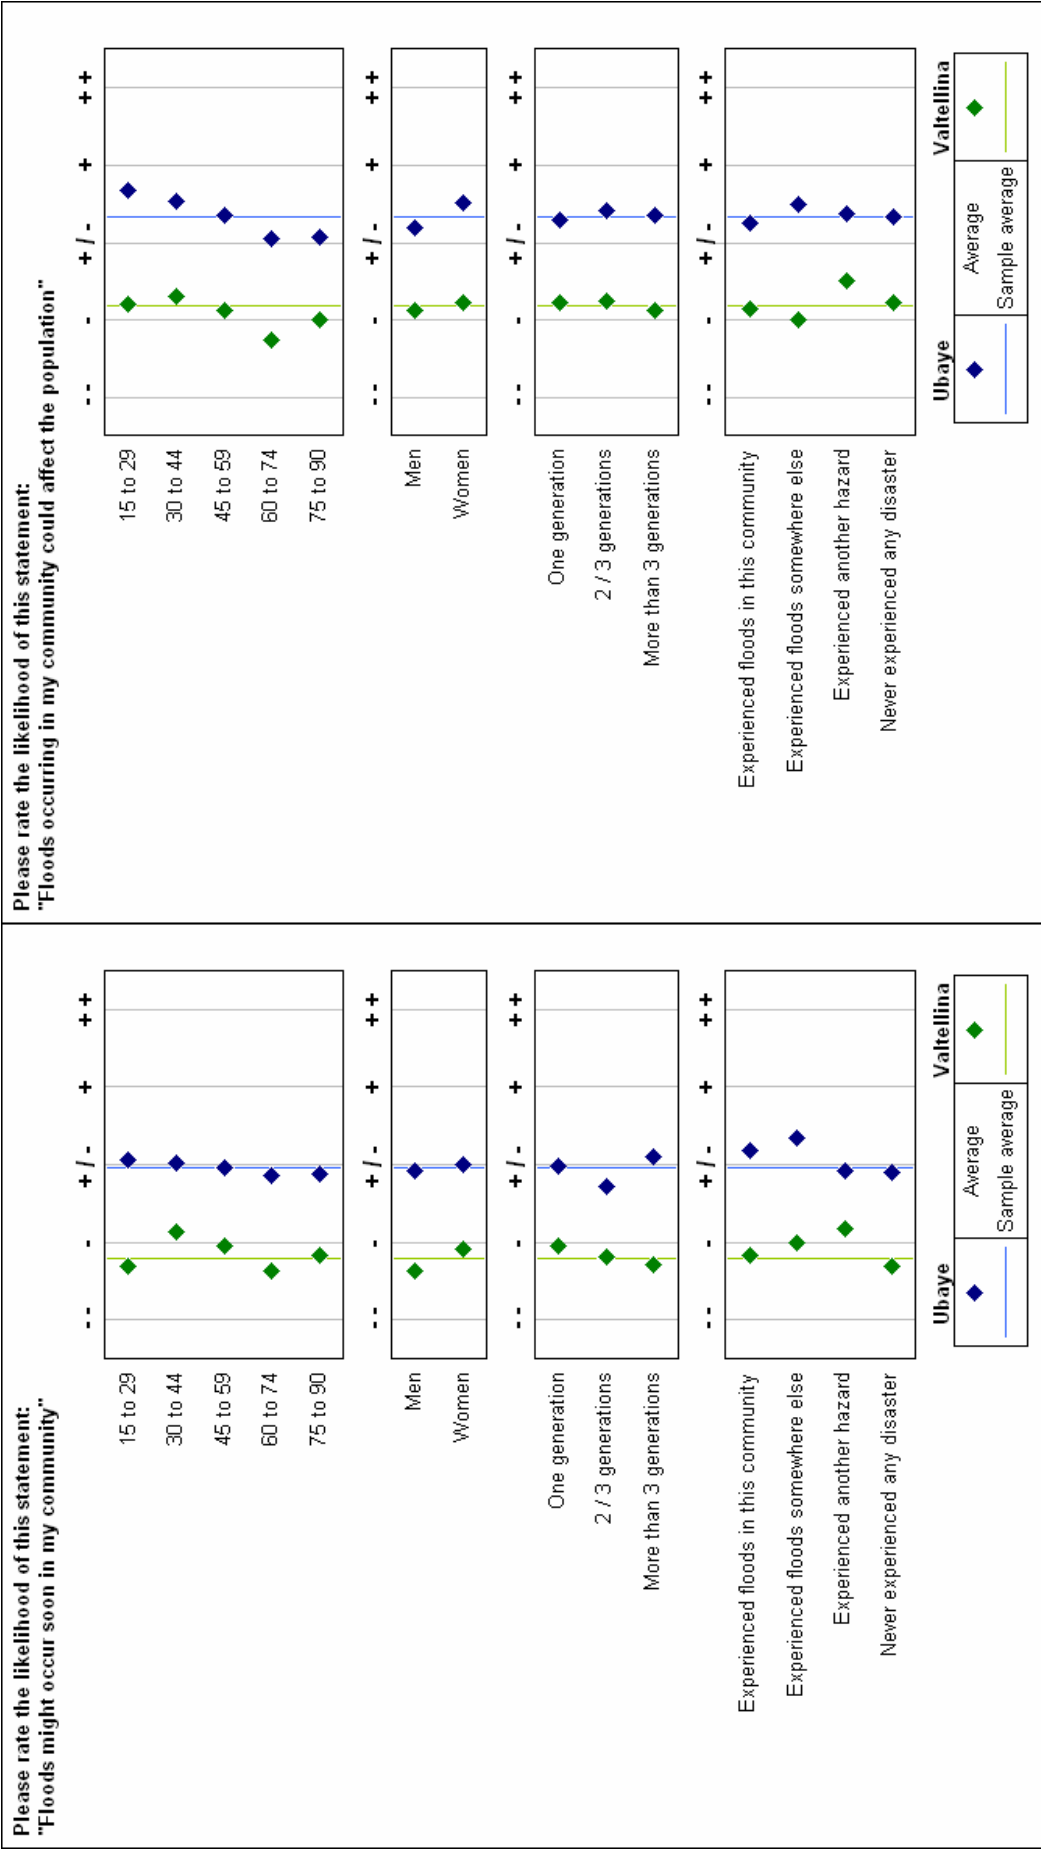 Please rate the likelihood of this statement:
"Floods might occur soon in my community"
- - - + / - + + +
15 to 29
30 to 44
45 to 59
60 to 74
75 to 90
- - - + / - + + +
Men
Women
- - - + / - + + +
One generation
2 / 3 generations
More than 3 generations
- - - + / - + + +
Experienced floods in this community
Experienced floods somewhere else
Experienced another hazard
Never experienced any disaster
Ubaye Valtellina
Average
Sample average
Please rate the likelihood of this statement:
"Floods occurring in my community could affect the population"
- - - + / - + + +
15 to 29
30 to 44
45 to 59
60 to 74
75 to 90
- - - + / - + + +
Men
Women
- - - + / - + + +
One generation
2 / 3 generations
More than 3 generations
- - - + / - + + +
Experienced floods in this community
Experienced floods somewhere else
Experienced another hazard
Never experienced any disaster
Ubaye Valtellina
Average
Sample average